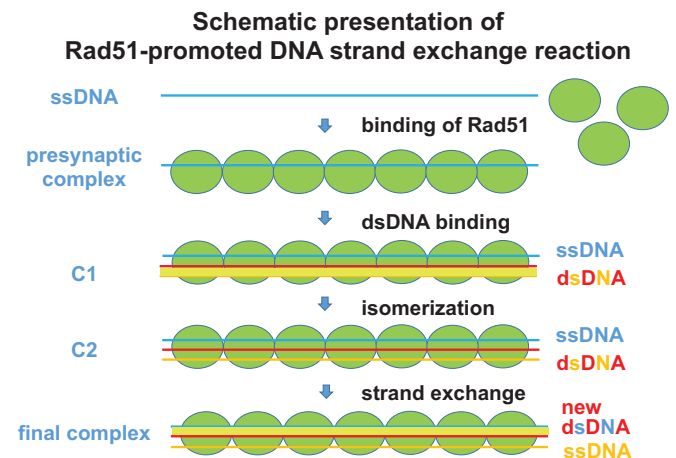 Schematic presentation of
Rad51-promoted DNA strand exchange reaction
ssDNA
binding of Rad51
presynaptic
complex
dsDNA binding
ssDNA
C1
dsDNA
isomerization
ssDNA
C2
dsDNA
strand exchange
new
final complex
dsDNA
ssDNA